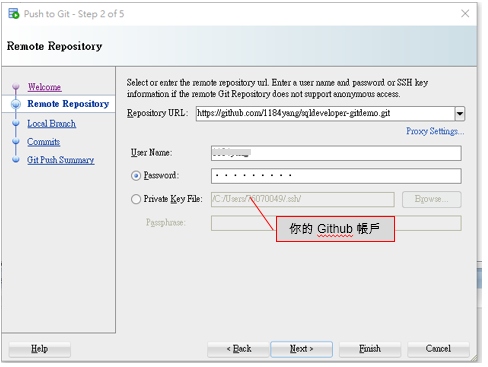 Push to Git - Step 2 of 5
Remote Repository
Welcome
Remote Repository
Local Branch
Commits
Git Push Summary
Select or enter the remote repository url. Enter a user name and password or SSH key
information if the remote Git Repository does not support anonymous access.
Repository URL: https://github.com/1184yang/sqldeveloper-gitdemo.git
Proxy Settings...
User Name:
Password: • • • • • • • • •
Private Key File: /C:/Users/76070049/.ssh/ Browse...
Passphrase:
你的 Github 帳戶
Help < Back Next > Finish Cancel